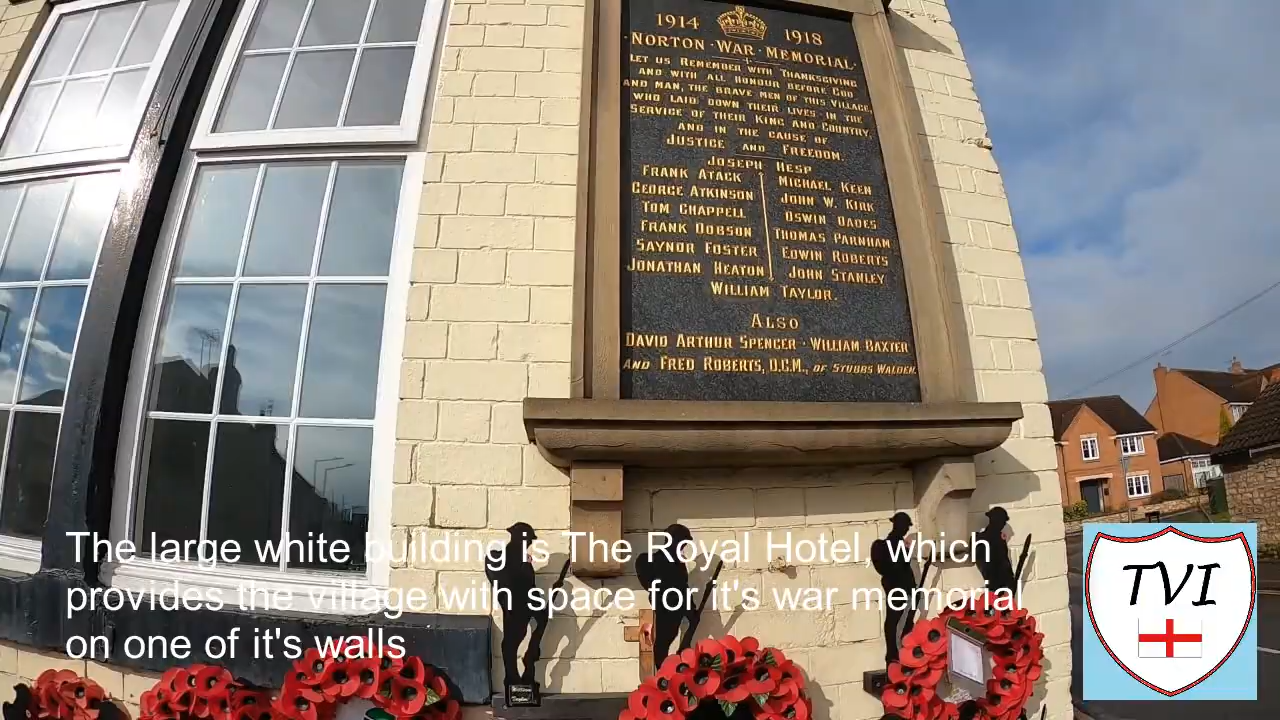 1914 1918
NORTON · WAR · MEMORIAL.
LET US REMEMBER WITH THANKSGIVING
AND WITH ALL HONOUR BEFORE GOD
AND MAN, THE BRAVE MEN OF THIS VILLAGE,
WHO LAID DOWN THEIR LIVES IN THE
SERVICE OF THEIR KING AND COUNTRY,
AND IN THE CAUSE OF
JUSTICE AND FREEDOM.
JOSEPH HESP
FRANK ATACK MICHAEL KEEN
GEORGE ATKINSON JOHN W. KIRK
TOM CHAPPELL OSWIN OADES
FRANK DOBSON THOMAS PARNHAM
SAYNOR FOSTER EDWIN ROBERTS
JONATHAN HEATON JOHN STANLEY
WILLIAM TAYLOR.
ALSO
DAVID ARTHUR SPENCER · WILLIAM BAXTER
AND FRED ROBERTS, D.C.M., OF STUBBS WALDEN.
The large white building is The Royal Hotel, which
provides the village with space for it's war memorial
on one of it's walls
TVI
William
Taylor